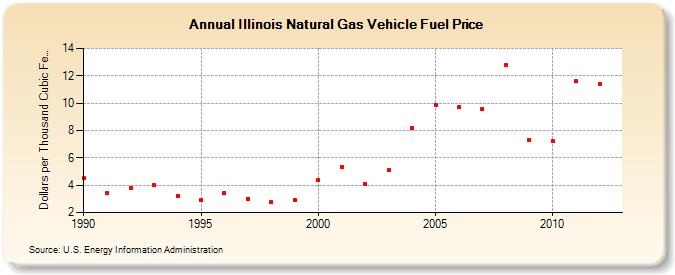 Annual Illinois Natural Gas Vehicle Fuel Price
Dollars per Thousand Cubic Fe...
14
12
10
8
6
4
2
1990 1995 2000 2005 2010
Source: U.S. Energy Information Administration